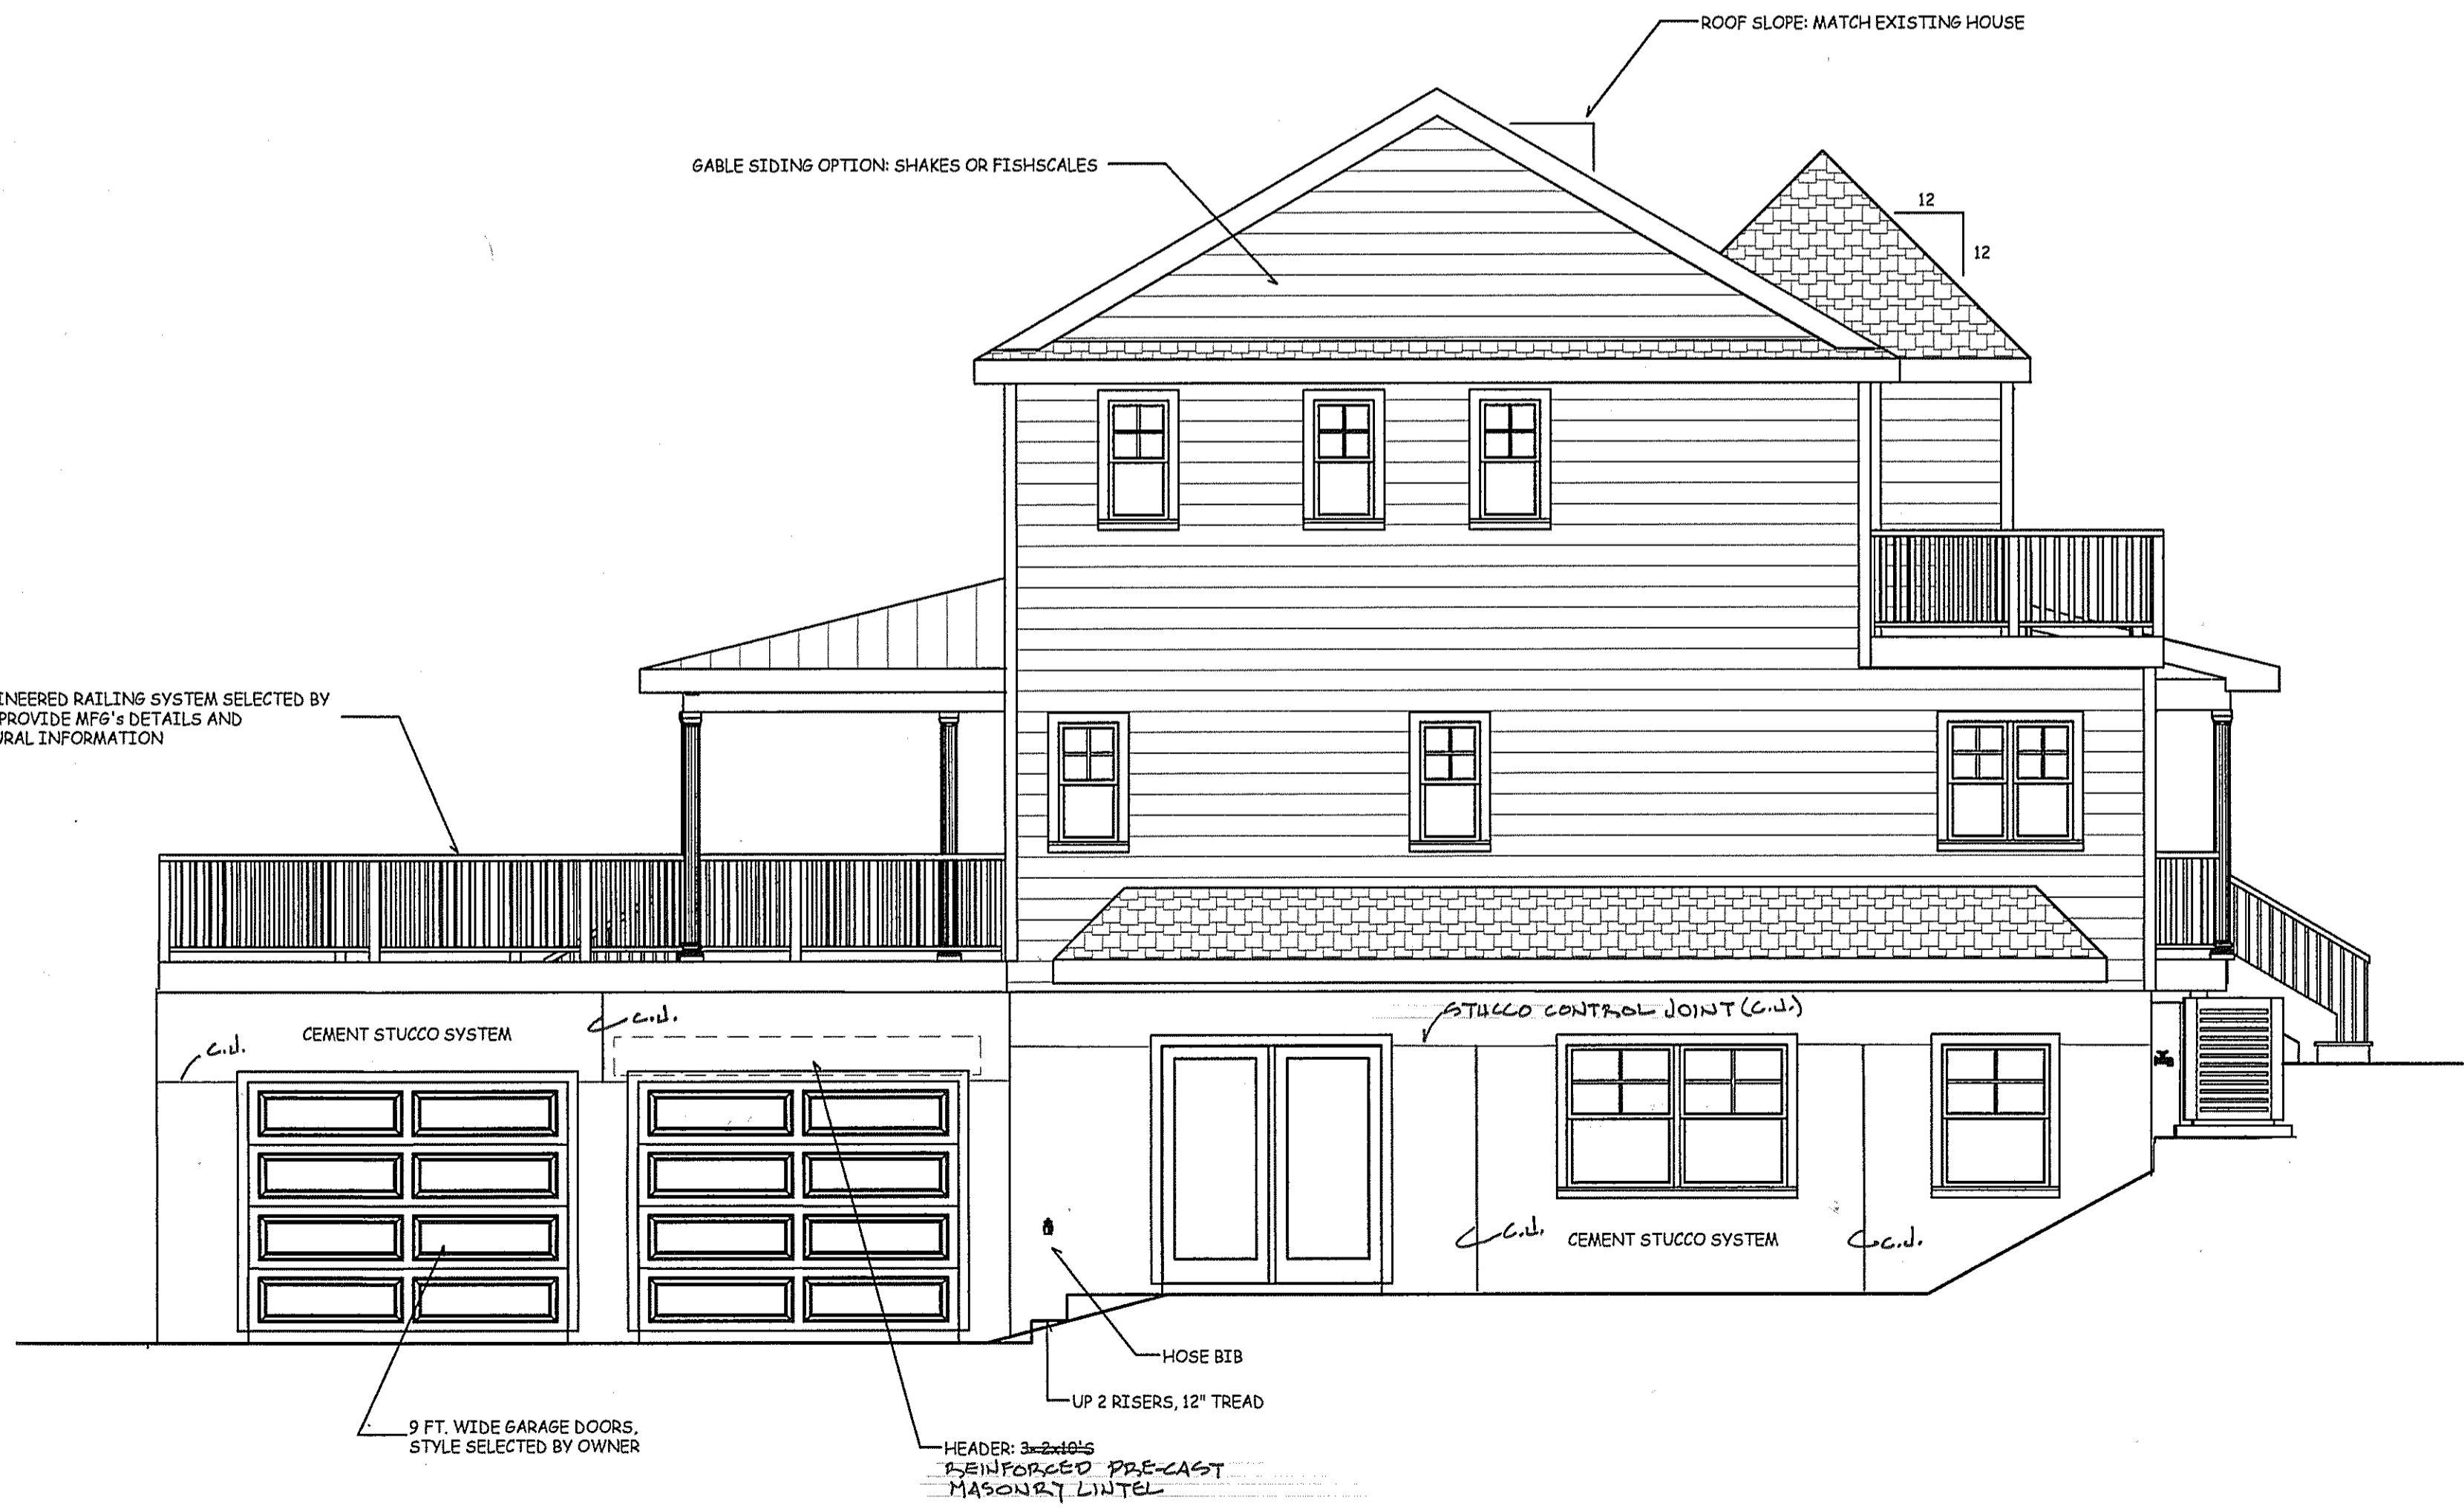 ROOF SLOPE: MATCH EXISTING HOUSE
GABLE SIDING OPTION: SHAKES OR FISHSCALES
12
12
INEERED RAILING SYSTEM SELECTED BY
PROVIDE MFG's DETAILS AND
URAL INFORMATION
STUCCO CONTROL JOINT (C.J.)
C.J.
CEMENT STUCCO SYSTEM
C.J.
C.J.
CEMENT STUCCO SYSTEM
C.J.
HOSE BIB
UP 2 RISERS, 12" TREAD
9 FT. WIDE GARAGE DOORS,
STYLE SELECTED BY OWNER
HEADER: 3-2x10'S
REINFORCED PRE-CAST
MASONRY LINTEL